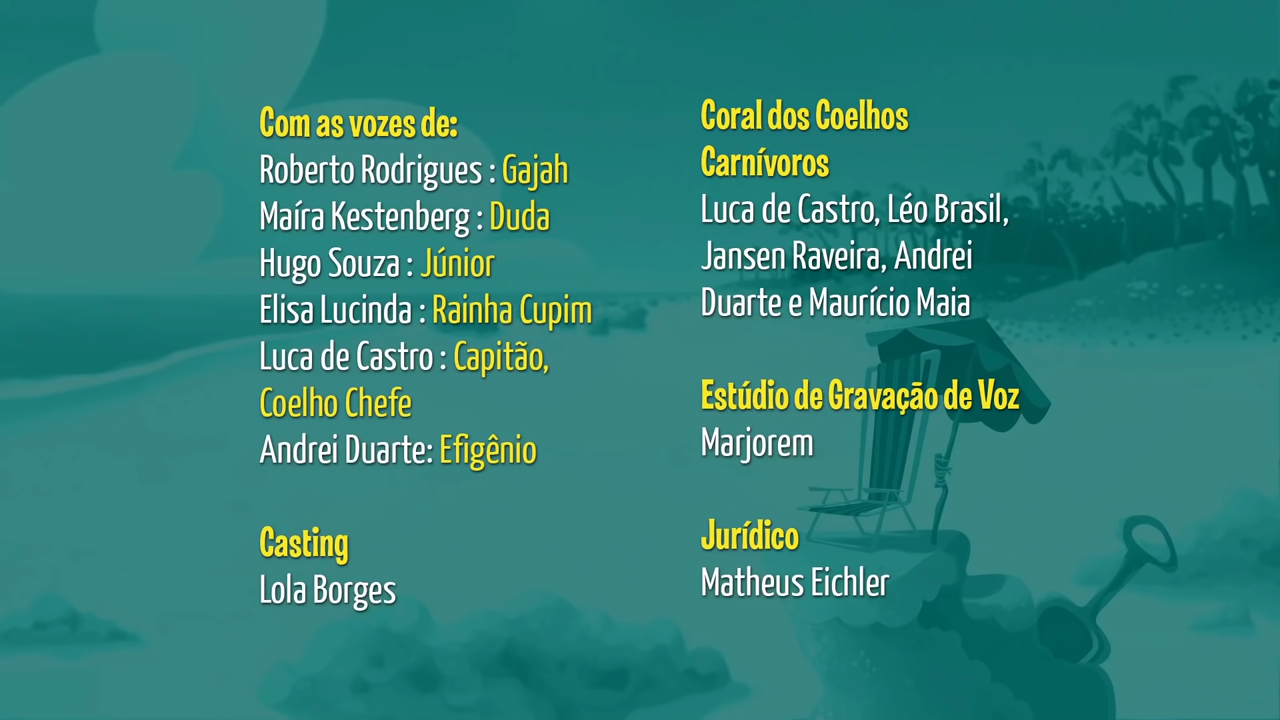 Com as vozes de:
Roberto Rodrigues : Gajah
Maíra Kestenberg : Duda
Hugo Souza : Júnior
Elisa Lucinda : Rainha Cupim
Luca de Castro : Capitão,
Coelho Chefe
Andrei Duarte: Efigênio
Casting
Lola Borges
Coral dos Coelhos
Carnívoros
Luca de Castro, Léo Brasil,
Jansen Raveira, Andrei
Duarte e Maurício Maia
Estúdio de Gravação de Voz
Marjorem
Jurídico
Matheus Eichler